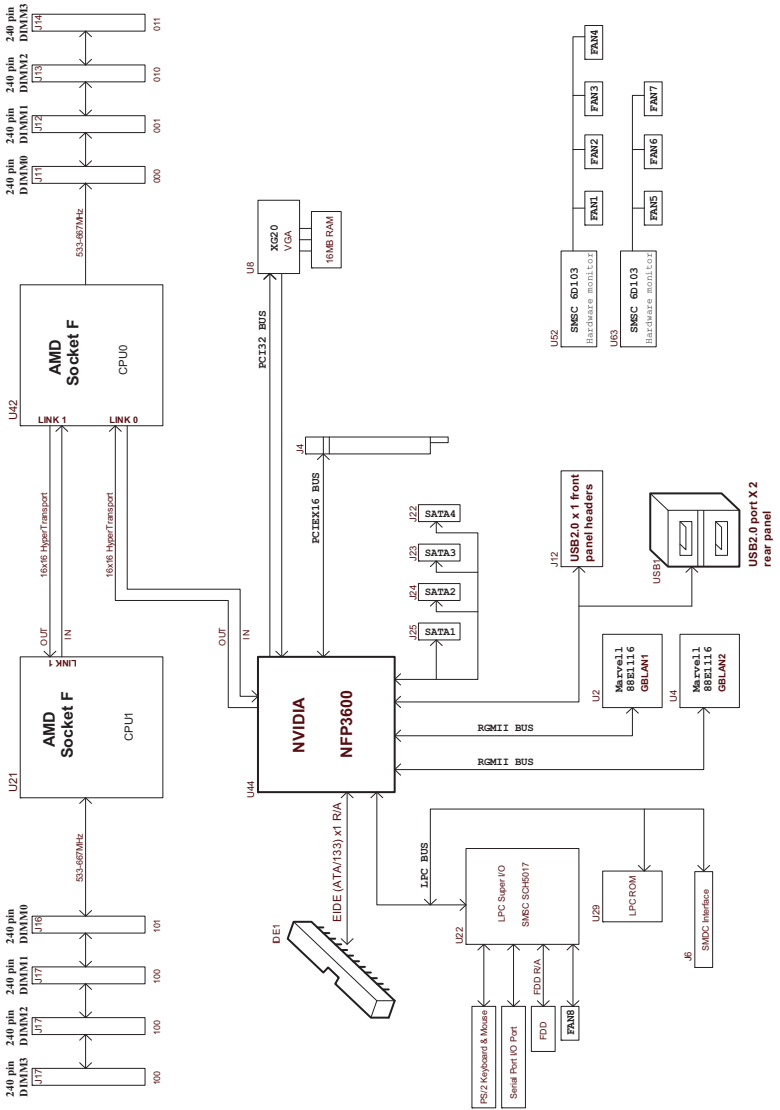 240 pin
DIMM3
J14
011
240 pin
DIMM2
J13
010
240 pin
DIMM1
J12
001
240 pin
DIMM0
J11
000
533-667MHz
U42
AMD
Socket F
CPU0
LINK 1
LINK 0
16x16 HyperTransport
16x16 HyperTransport
OUT
IN
OUT
IN
LINK 1
U21
AMD
Socket F
CPU1
533-667MHz
240 pin
DIMM0
J16
101
240 pin
DIMM1
J17
100
240 pin
DIMM2
J17
100
240 pin
DIMM3
J17
100
U8
XG20
VGA
16MB RAM
PCI32 BUS
J4
PCIEX16 BUS
J22
SATA4
J23
SATA3
J24
SATA2
J25
SATA1
NVIDIA
NFP3600
U44
EIDE (ATA/133) x1 R/A
IDE1
RGMII BUS
RGMII BUS
LPC BUS
U22
LPC Super I/O
SMSC SCH5017
PS/2 Keyboard & Mouse
Serial Port I/O Port
FDD R/A
FDD
FAN8
FAN4
FAN3
FAN2
FAN1
U52
SMSC 6D103
Hardware monitor
FAN7
FAN6
FAN5
U63
SMSC 6D103
Hardware monitor
J12
USB2.0 x 1 front
panel headers
USB1
USB2.0 port X 2
rear panel
U2
Marvell
88E1116
GBLAN1
U4
Marvell
88E1116
GBLAN2
U29
LPC ROM
J6
SMDC Interface